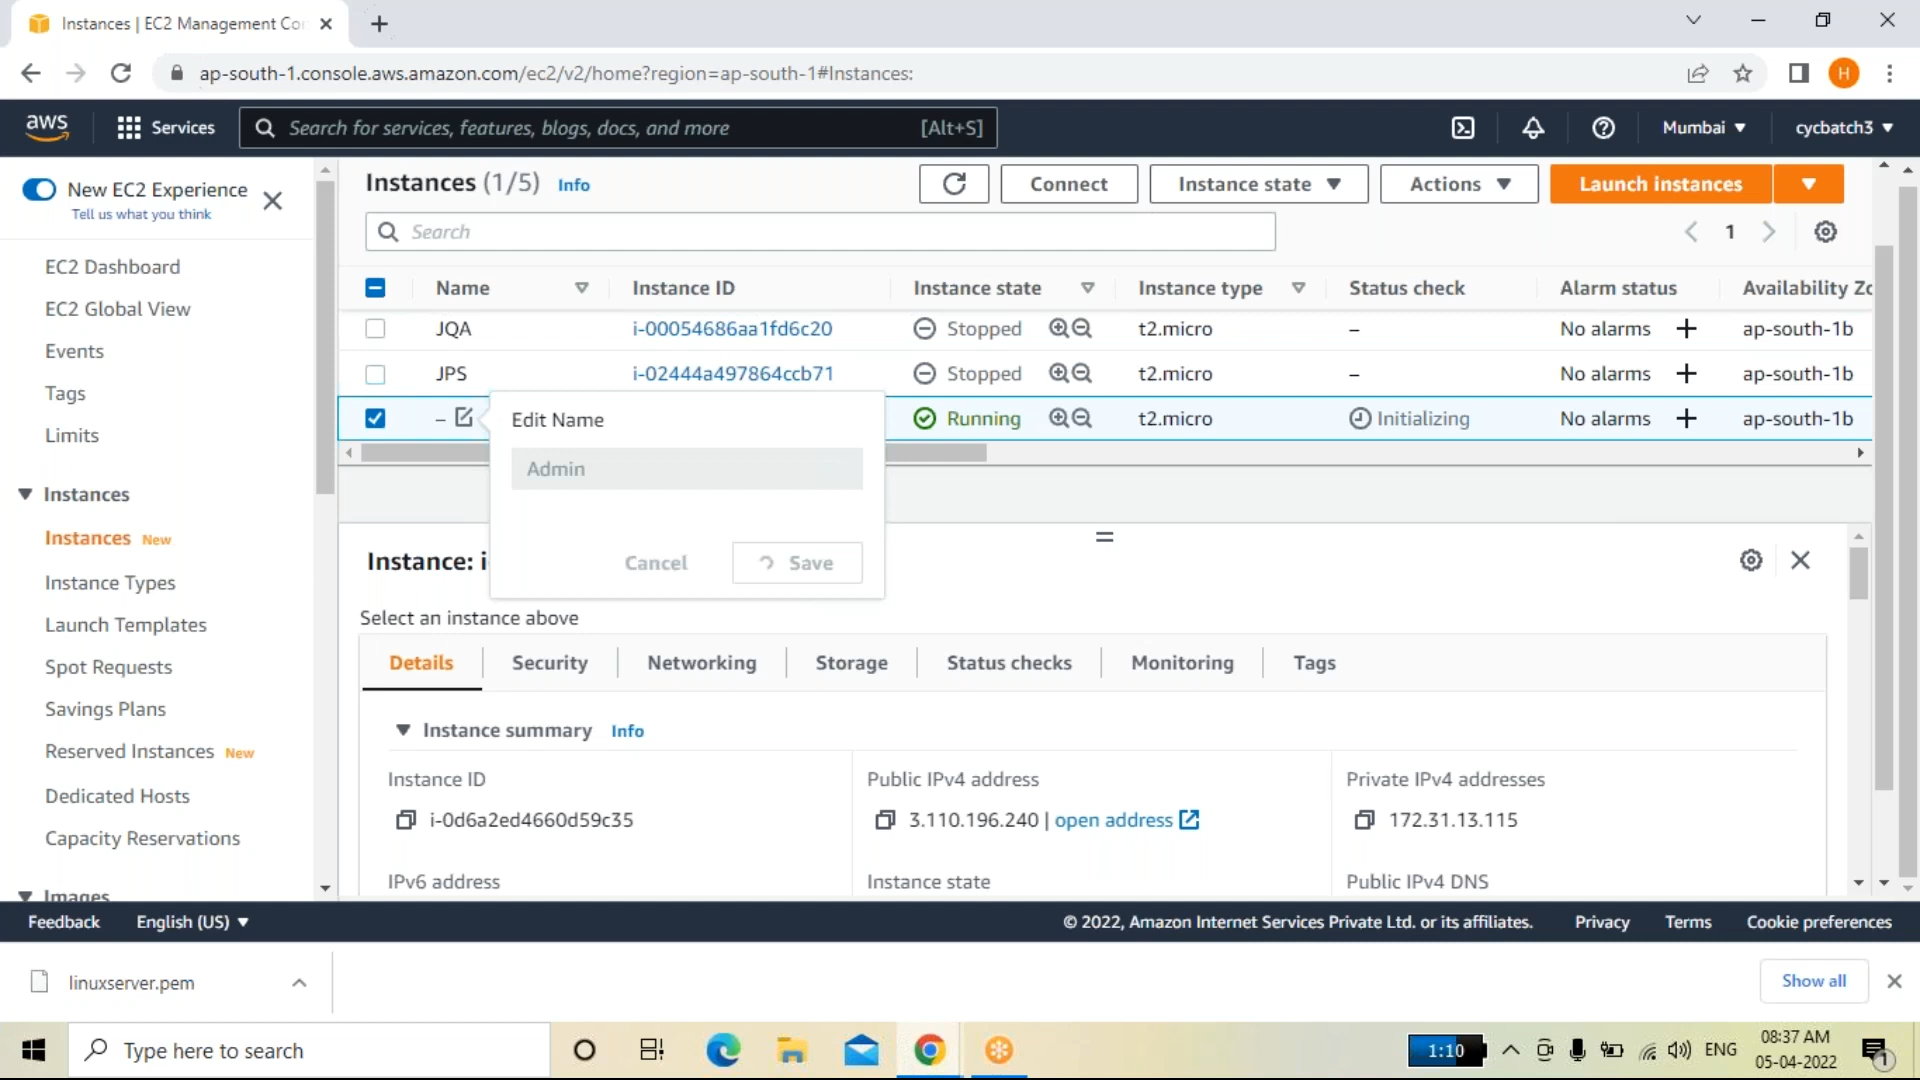 Instances | EC2 Management Con
ap-south-1.console.aws.amazon.com/ec2/v2/home?region=ap-south-1#Instances:
H
aws
Services
Search for services, features, blogs, docs, and more
[Alt+S]
Mumbai
cycbatch3
New EC2 Experience
Tell us what you think
EC2 Dashboard
EC2 Global View
Events
Tags
Limits
Instances
Instances New
Instance Types
Launch Templates
Spot Requests
Savings Plans
Reserved Instances New
Dedicated Hosts
Capacity Reservations
Images
Instances (1/5) Info
Connect
Instance state
Actions
Launch instances
Search
1
Name Instance ID Instance state Instance type Status check Alarm status Availability Zo
JQA i-00054686aa1fd6c20 Stopped t2.micro – No alarms + ap-south-1b
JPS i-02444a497864ccb71 Stopped t2.micro – No alarms + ap-south-1b
– Running t2.micro Initializing No alarms + ap-south-1b
Edit Name
Admin
Cancel
Save
Instance: i-
Select an instance above
Details Security Networking Storage Status checks Monitoring Tags
Instance summary Info
Instance ID Public IPv4 address Private IPv4 addresses
i-0d6a2ed4660d59c35 3.110.196.240 | open address 172.31.13.115
IPv6 address Instance state Public IPv4 DNS
Feedback English (US) © 2022, Amazon Internet Services Private Ltd. or its affiliates. Privacy Terms Cookie preferences
linuxserver.pem
Show all
Type here to search
1:10
ENG
08:37 AM
05-04-2022
1